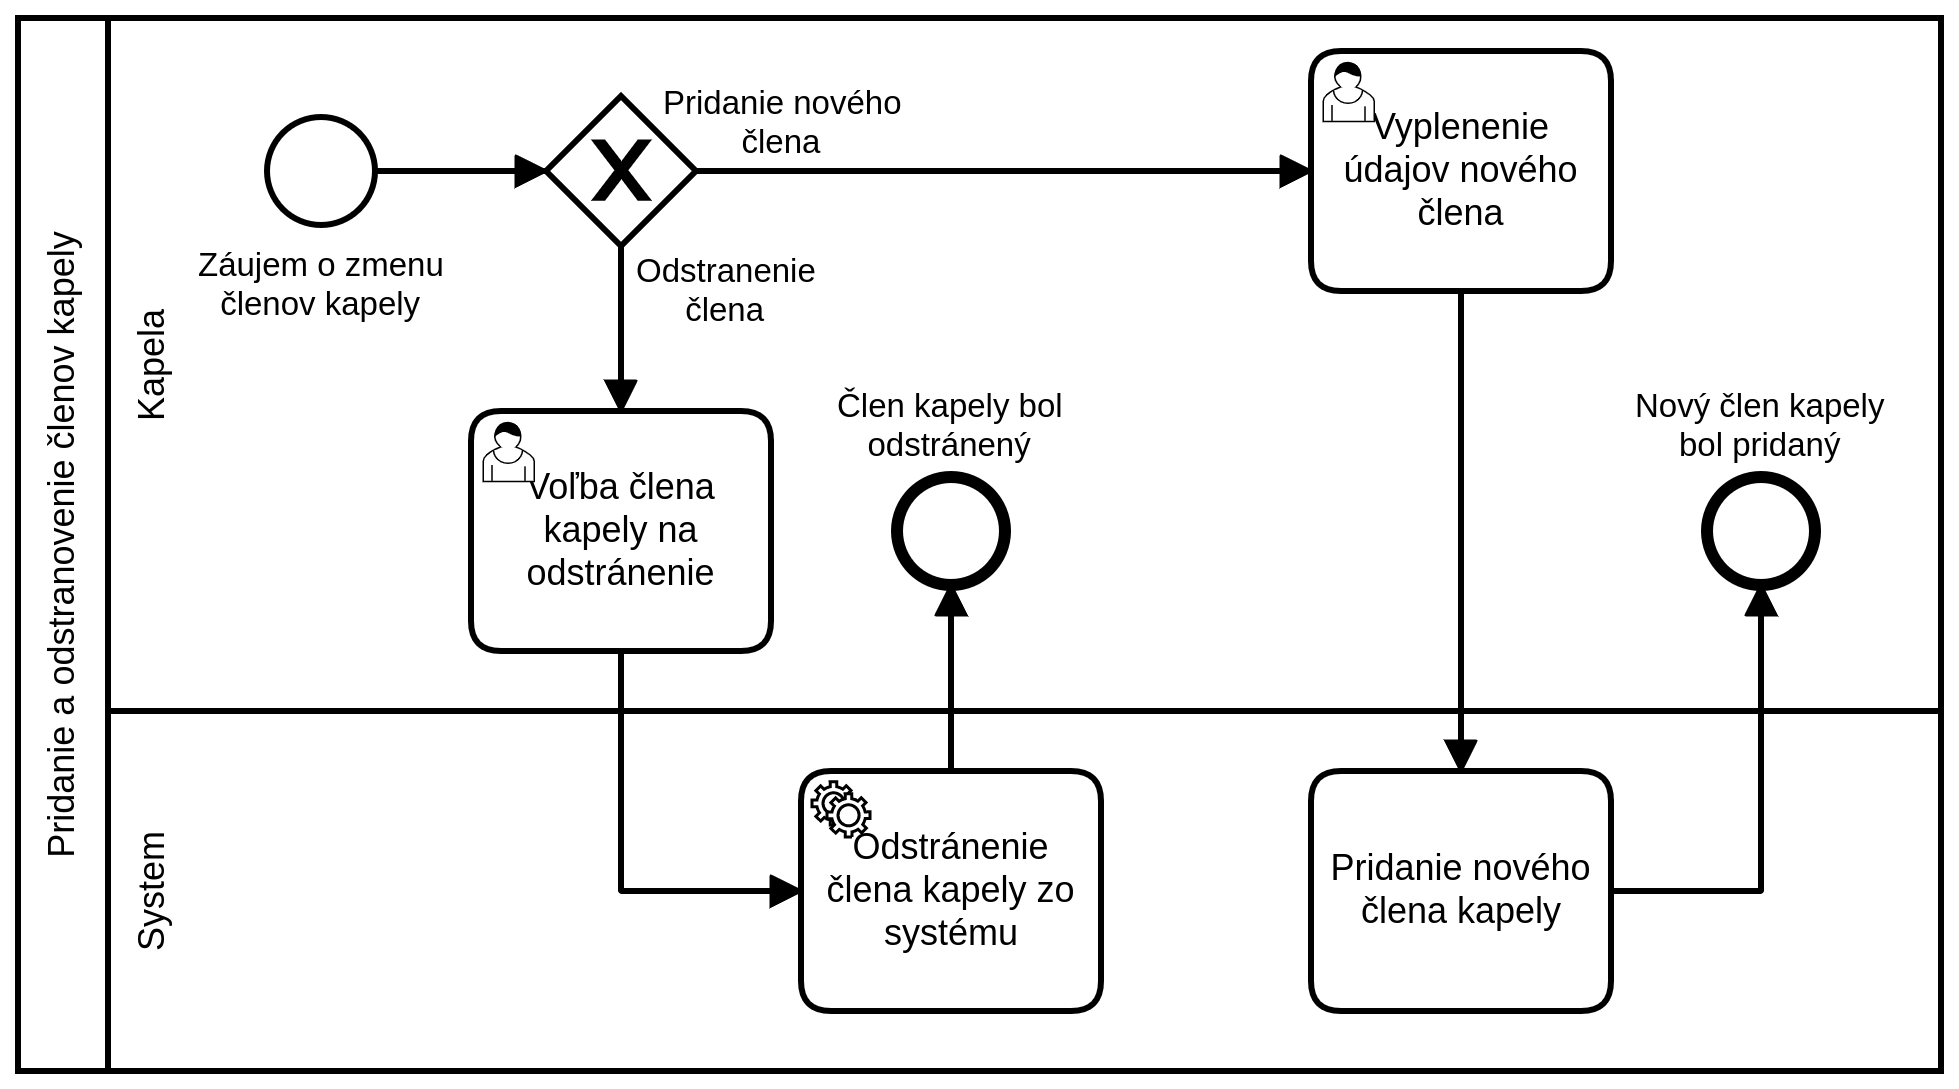 Pridanie a odstranovenie členov kapely
Kapela
System
Záujem o zmenu
členov kapely
X
Pridanie nového
člena
Odstranenie
člena
Vyplenenie
údajov nového
člena
Voľba člena
kapely na
odstránenie
Člen kapely bol
odstránený
Nový člen kapely
bol pridaný
Odstránenie
člena kapely zo
systému
Pridanie nového
člena kapely